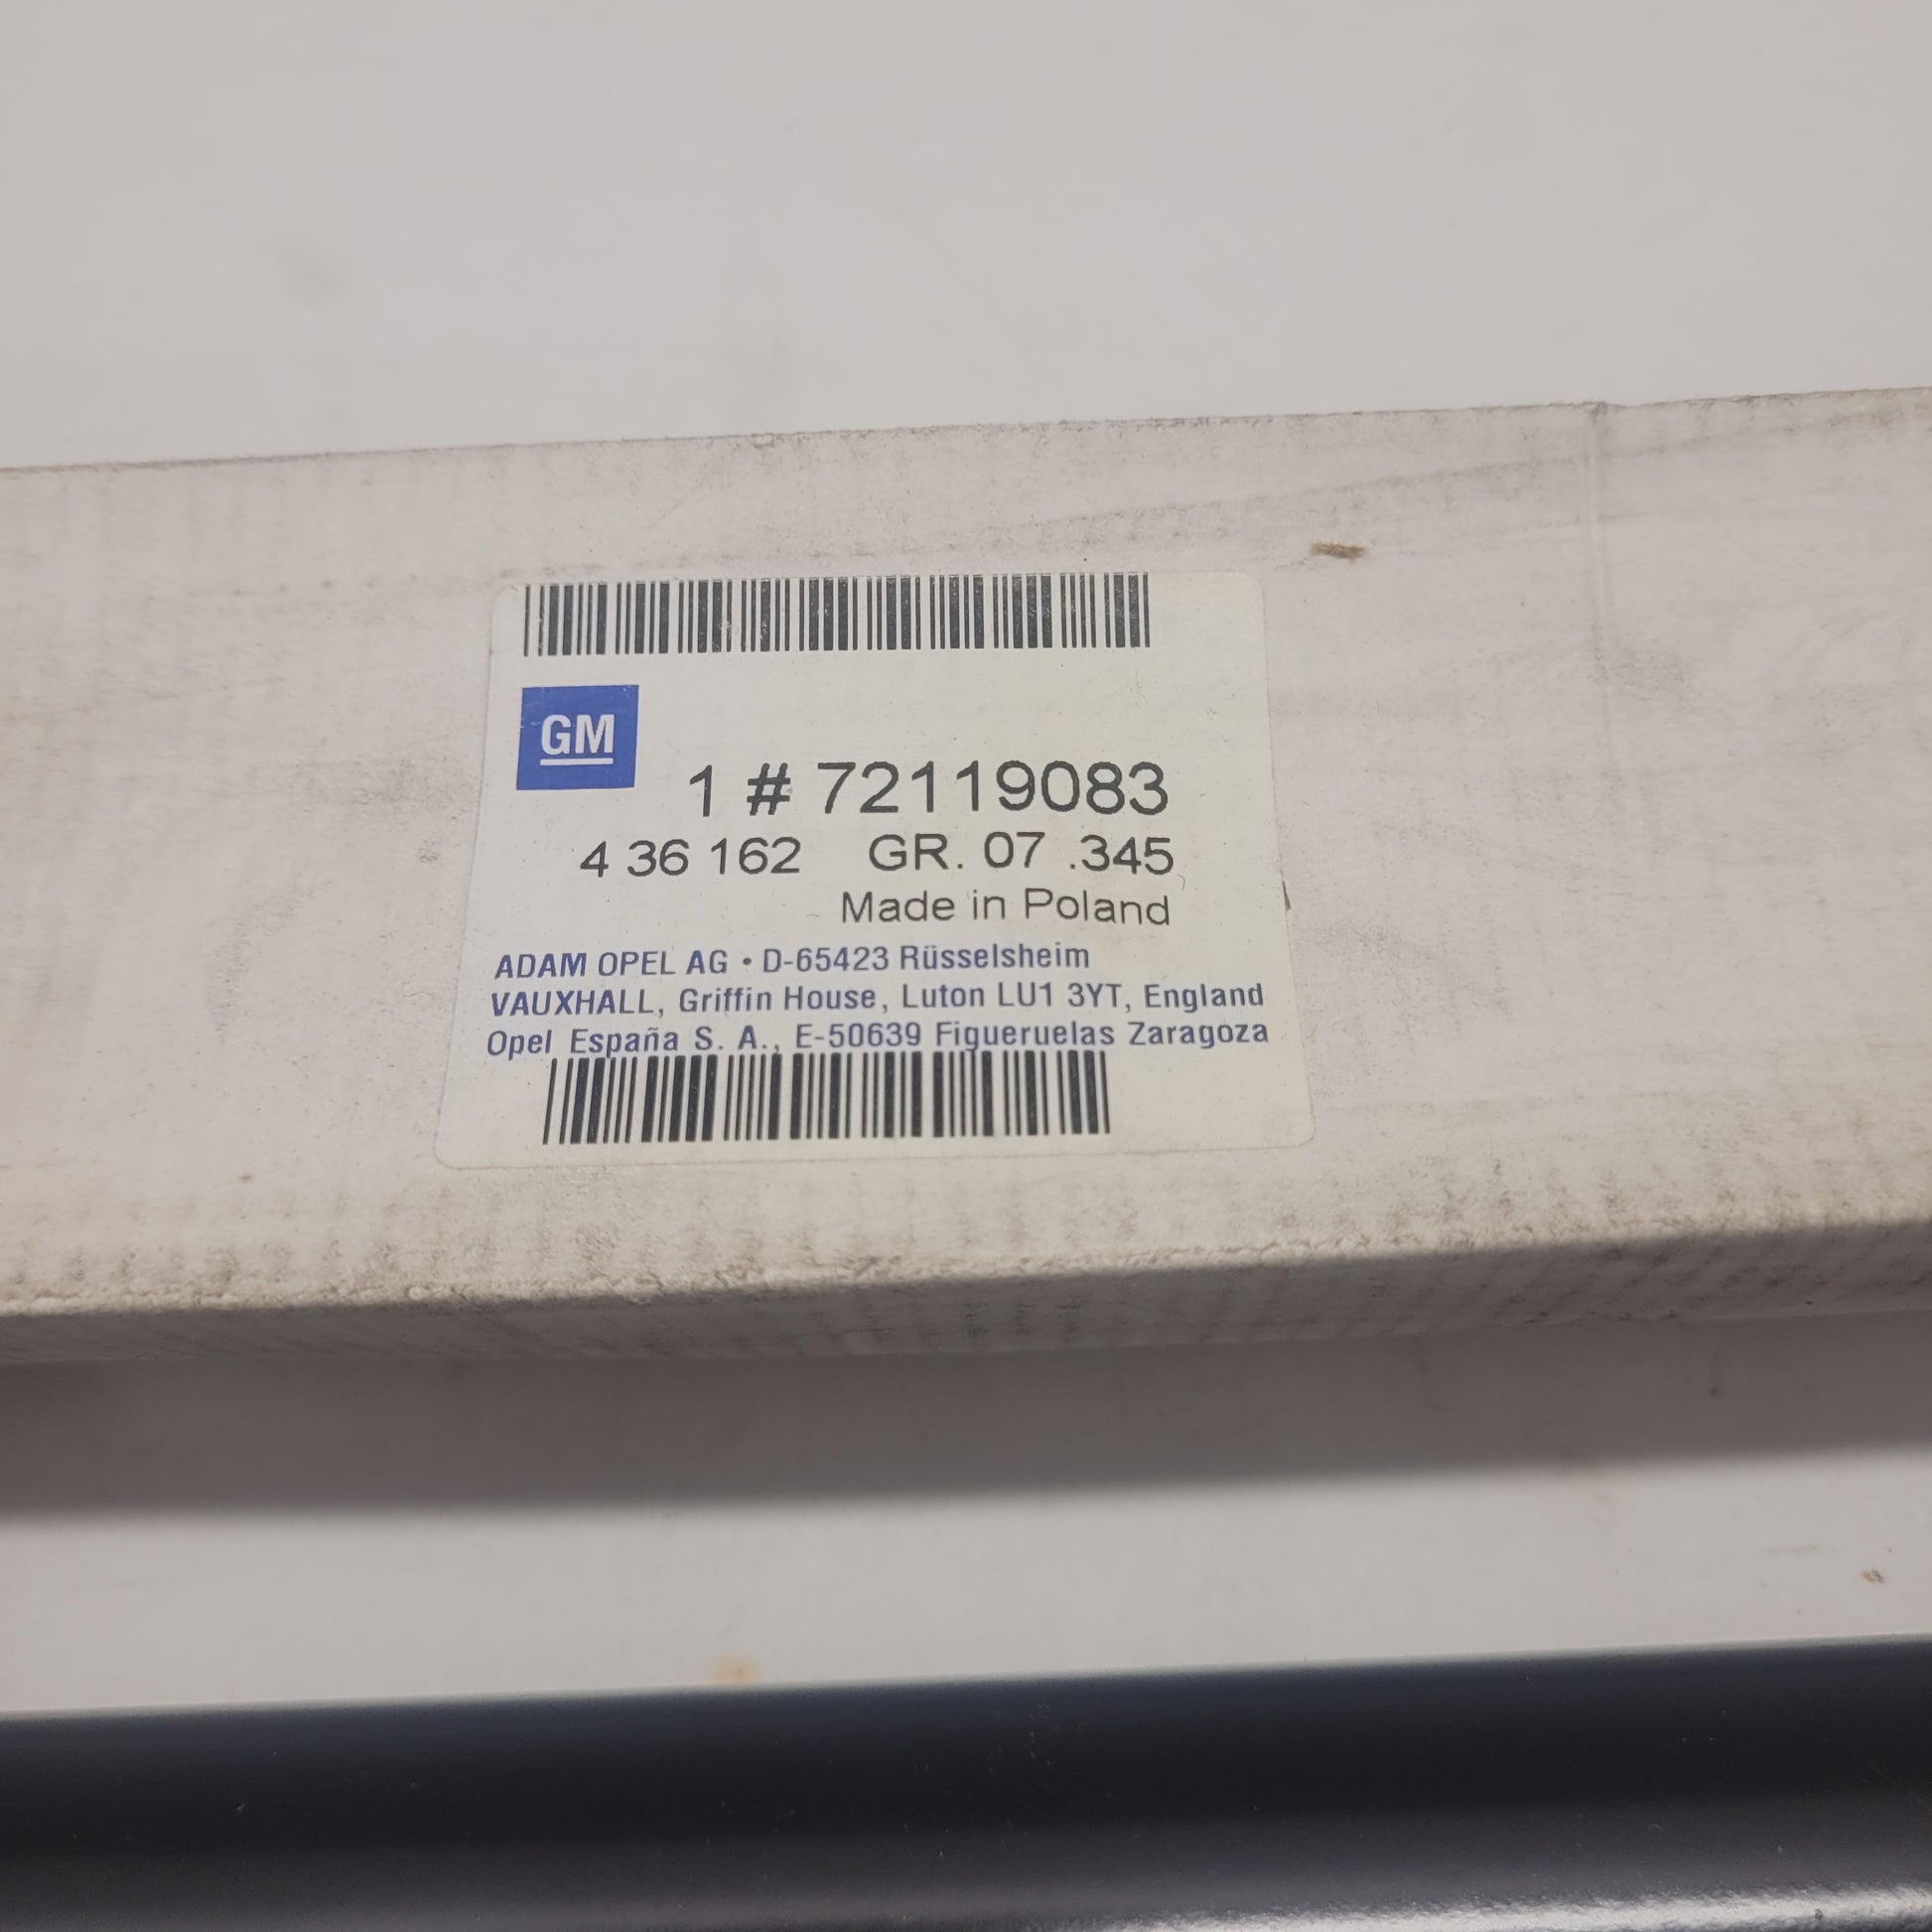 GM
1 # 72119083
4 36 162 GR. 07 .345
Made in Poland
ADAM OPEL AG • D-65423 Rüsselsheim
VAUXHALL, Griffin House, Luton LU1 3YT, England
Opel España S. A., E-50639 Figueruelas Zaragoza